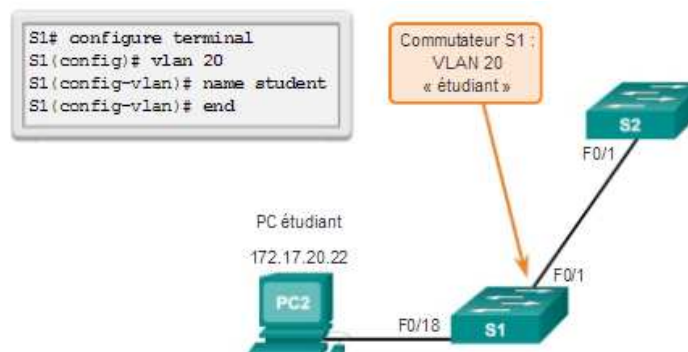 S1# configure terminal
S1(config)# vlan 20
S1(config-vlan)# name student
S1(config-vlan)# end
Commutateur S1 :
VLAN 20
« étudiant »
S2
F0/1
PC étudiant
172.17.20.22
F0/1
PC2
F0/18
S1